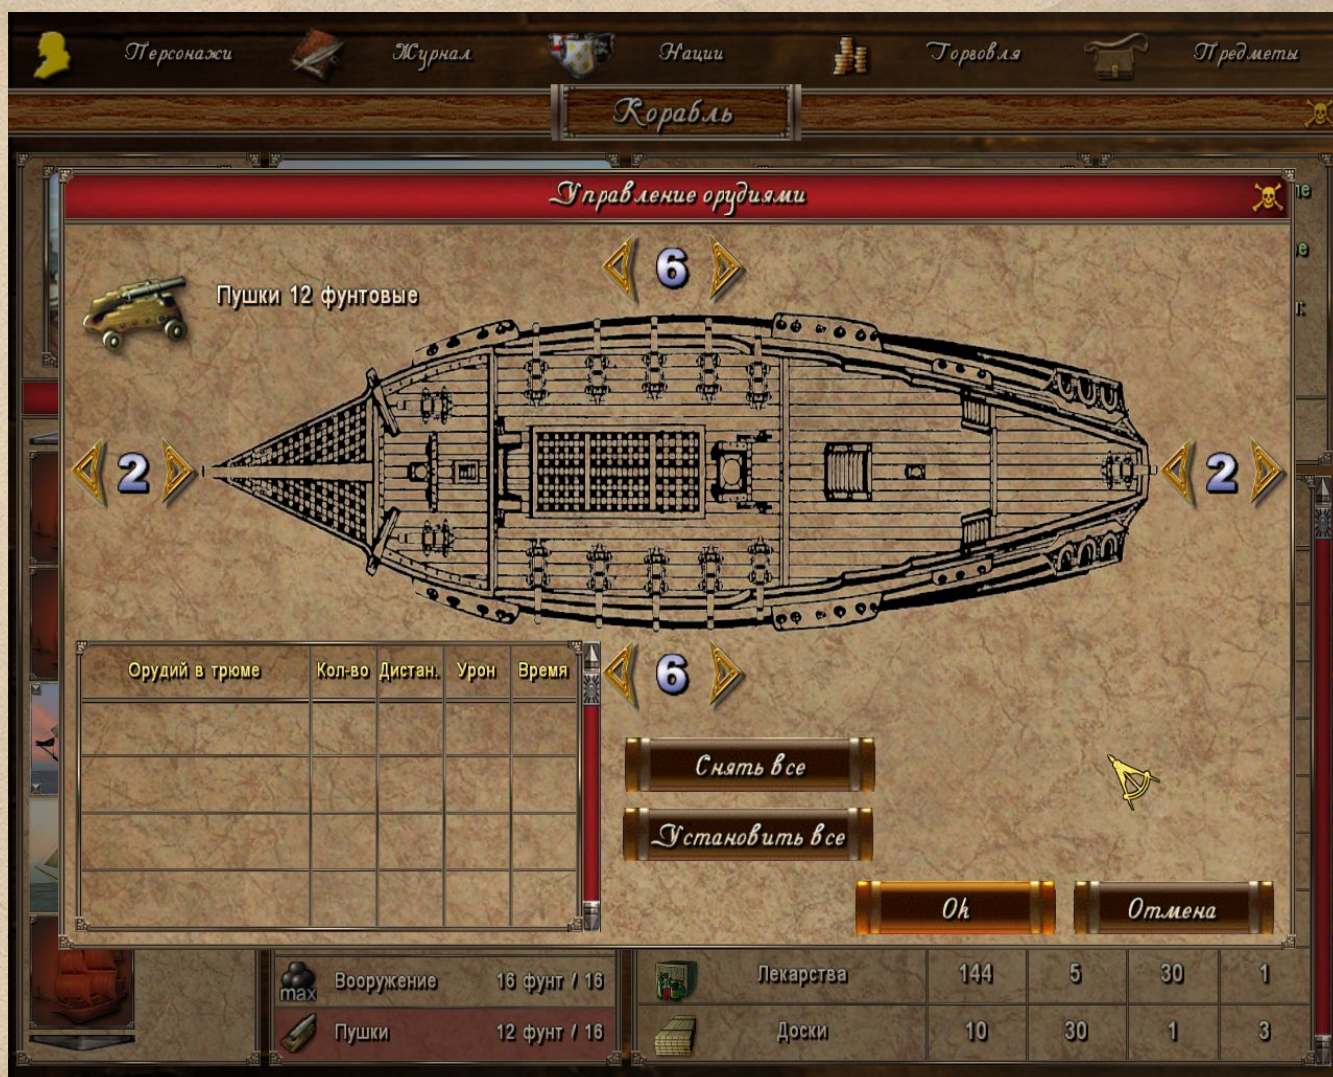 Персонажи Журнал Нации Торговля Предметы
Корабль
Управление орудиями
6
Пушки 12 фунтовые
2 2
6
Орудий в трюме Кол-во Дистан. Урон Время
Снять все
Установить все
Ok Отмена
max Вооружение 16 фунт / 16 Лекарства 144 5 30 1
Пушки 12 фунт / 16 Доски 10 30 1 3